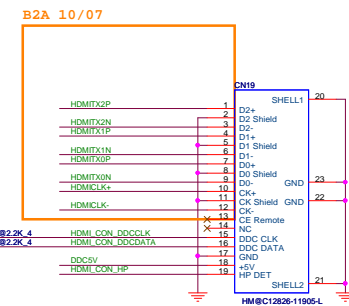 B2A 10/07
CN19
SHELL1 20
HDMITX2P 1 D2+
2 D2 Shield
HDMITX2N 3 D2-
HDMITX1P 4 D1+
5 D1 Shield
HDMITX1N 6 D1-
HDMITX0P 7 D0+
8 D0 Shield
HDMITX0N 9 D0- GND 23
HDMICLK+ 10 CK+
11 CK Shield GND 22
HDMICLK- 12 CK-
13 CE Remote
14 NC
@2.2K_4 HDMI_CON_DDCCLK 15 DDC CLK
@2.2K_4 HDMI_CON_DDCDATA 16 DDC DATA
17 GND
DDC5V 18 +5V
HDMI_CON_HP 19 HP DET
SHELL2 21
HM@C12826-11905-L